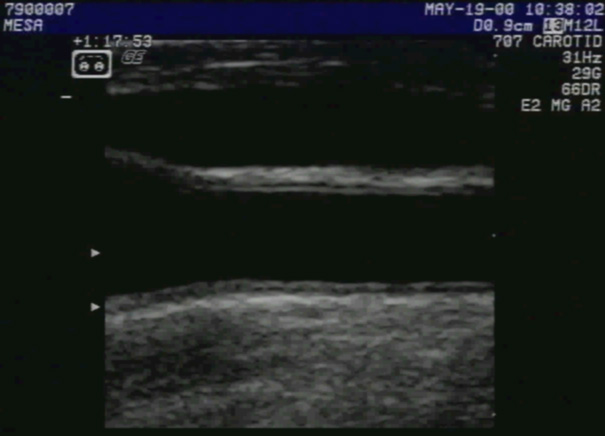 7900007 MAY-19-00 10:38:02
MESA D0.9cm 13M12L
+1:17:53 707 CAROTID
GE 31Hz
29G
66DR
E2 MG A2